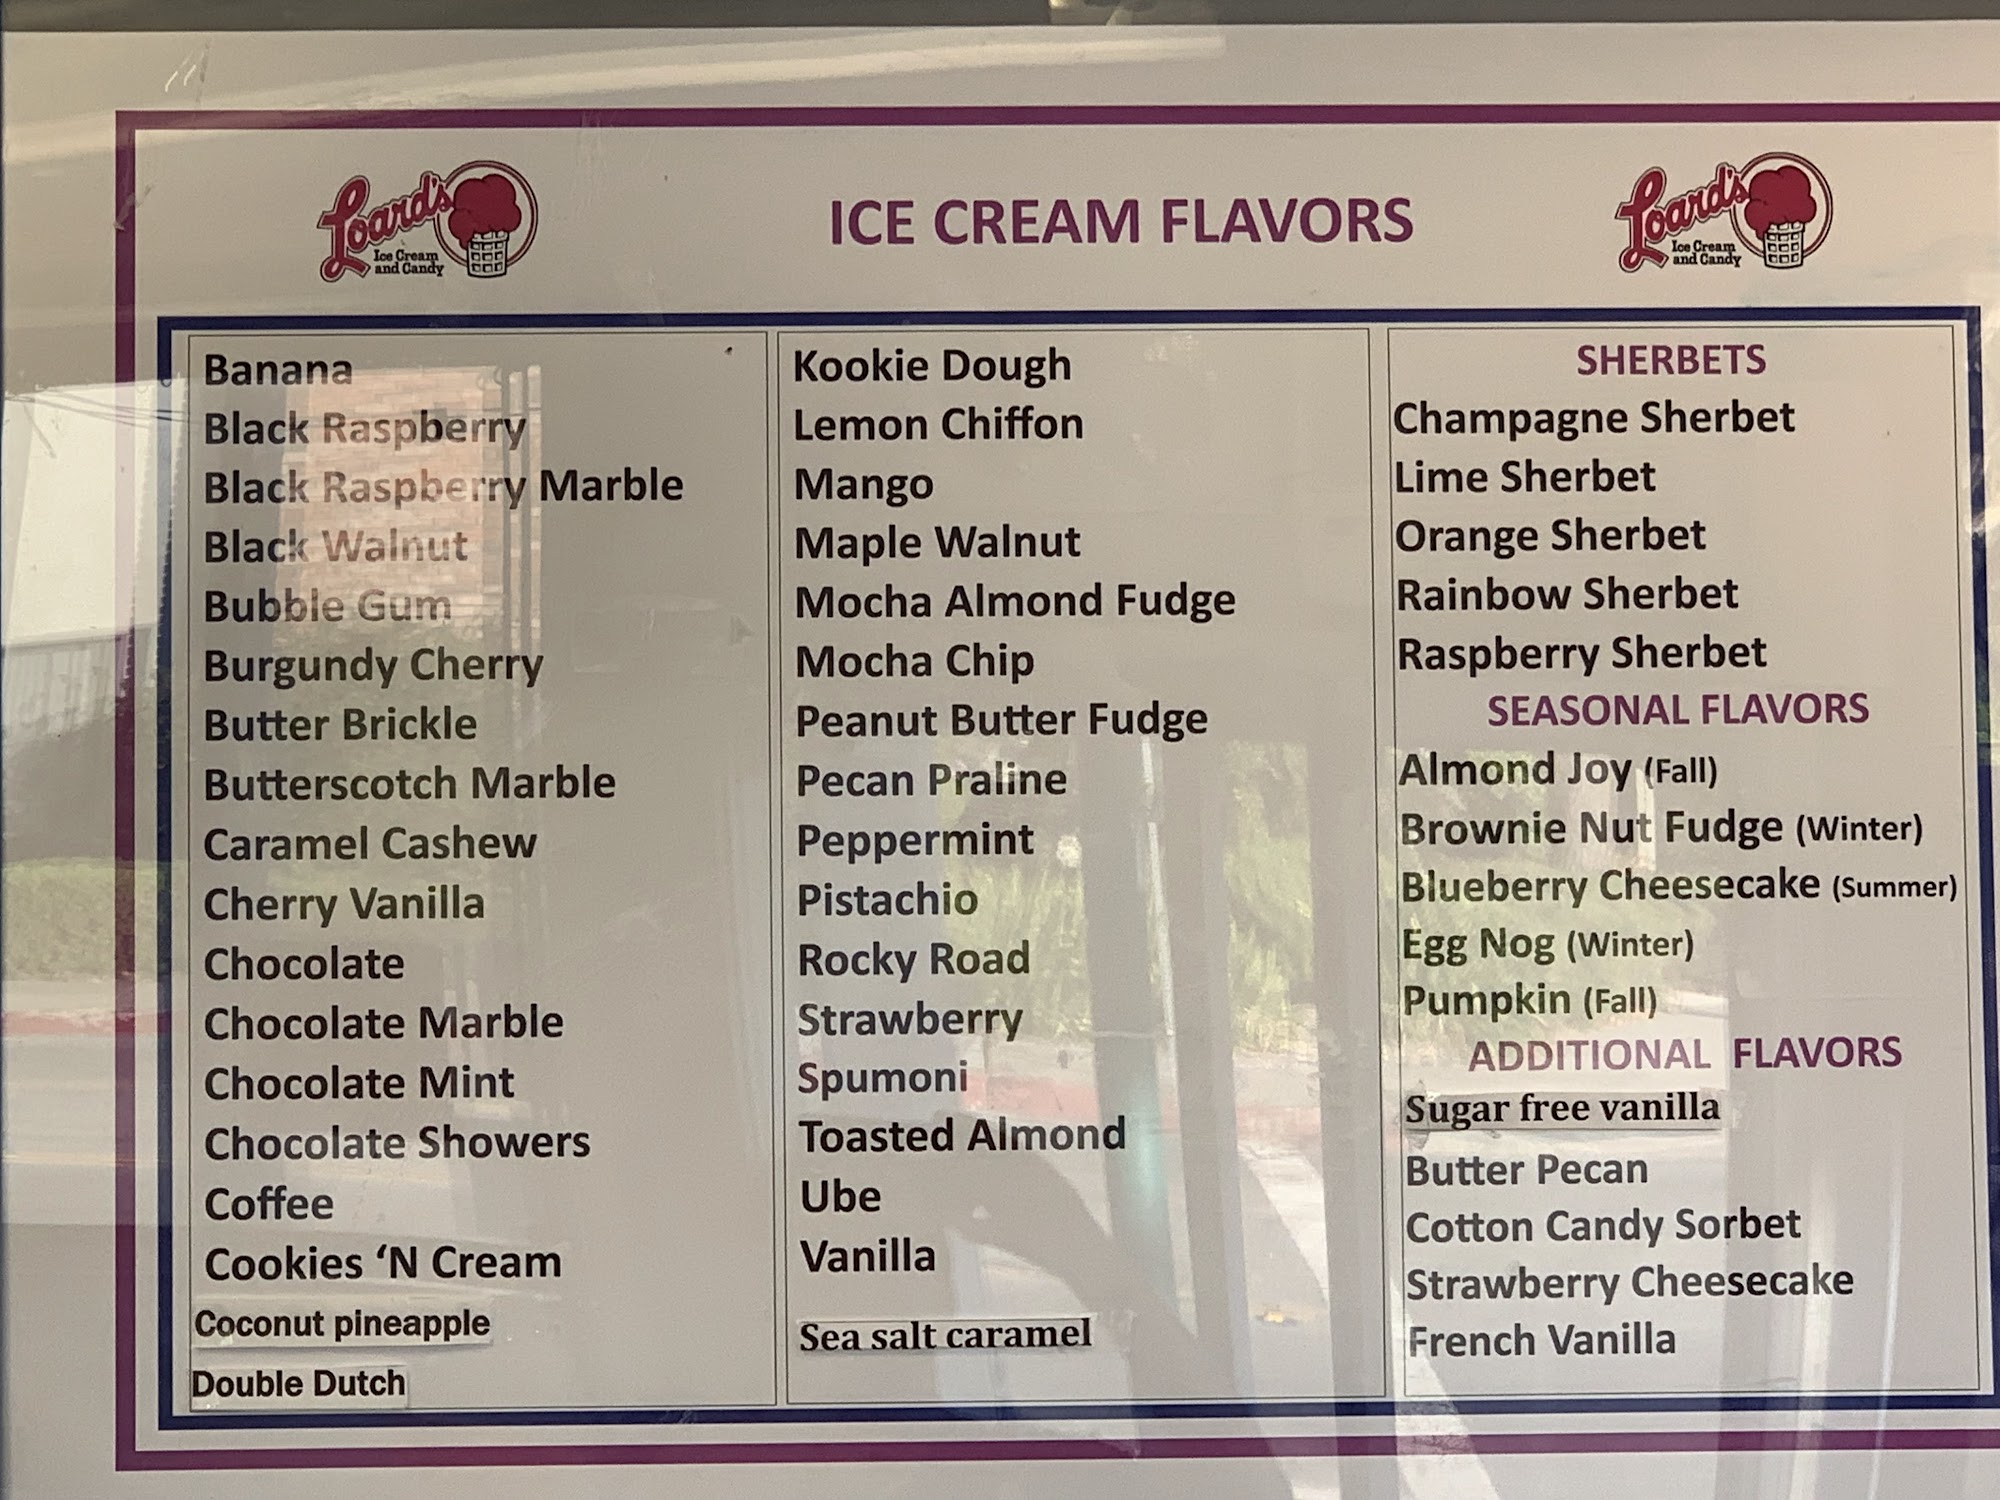 Loard's
Ice Cream
and Candy
ICE CREAM FLAVORS
Loard's
Ice Cream
and Candy
Banana
Black Raspberry
Black Raspberry Marble
Black Walnut
Bubble Gum
Burgundy Cherry
Butter Brickle
Butterscotch Marble
Caramel Cashew
Cherry Vanilla
Chocolate
Chocolate Marble
Chocolate Mint
Chocolate Showers
Coffee
Cookies ‘N Cream
Coconut pineapple
Double Dutch
Kookie Dough
Lemon Chiffon
Mango
Maple Walnut
Mocha Almond Fudge
Mocha Chip
Peanut Butter Fudge
Pecan Praline
Peppermint
Pistachio
Rocky Road
Strawberry
Spumoni
Toasted Almond
Ube
Vanilla
Sea salt caramel
SHERBETS
Champagne Sherbet
Lime Sherbet
Orange Sherbet
Rainbow Sherbet
Raspberry Sherbet
SEASONAL FLAVORS
Almond Joy (Fall)
Brownie Nut Fudge (Winter)
Blueberry Cheesecake (Summer)
Egg Nog (Winter)
Pumpkin (Fall)
ADDITIONAL FLAVORS
Sugar free vanilla
Butter Pecan
Cotton Candy Sorbet
Strawberry Cheesecake
French Vanilla